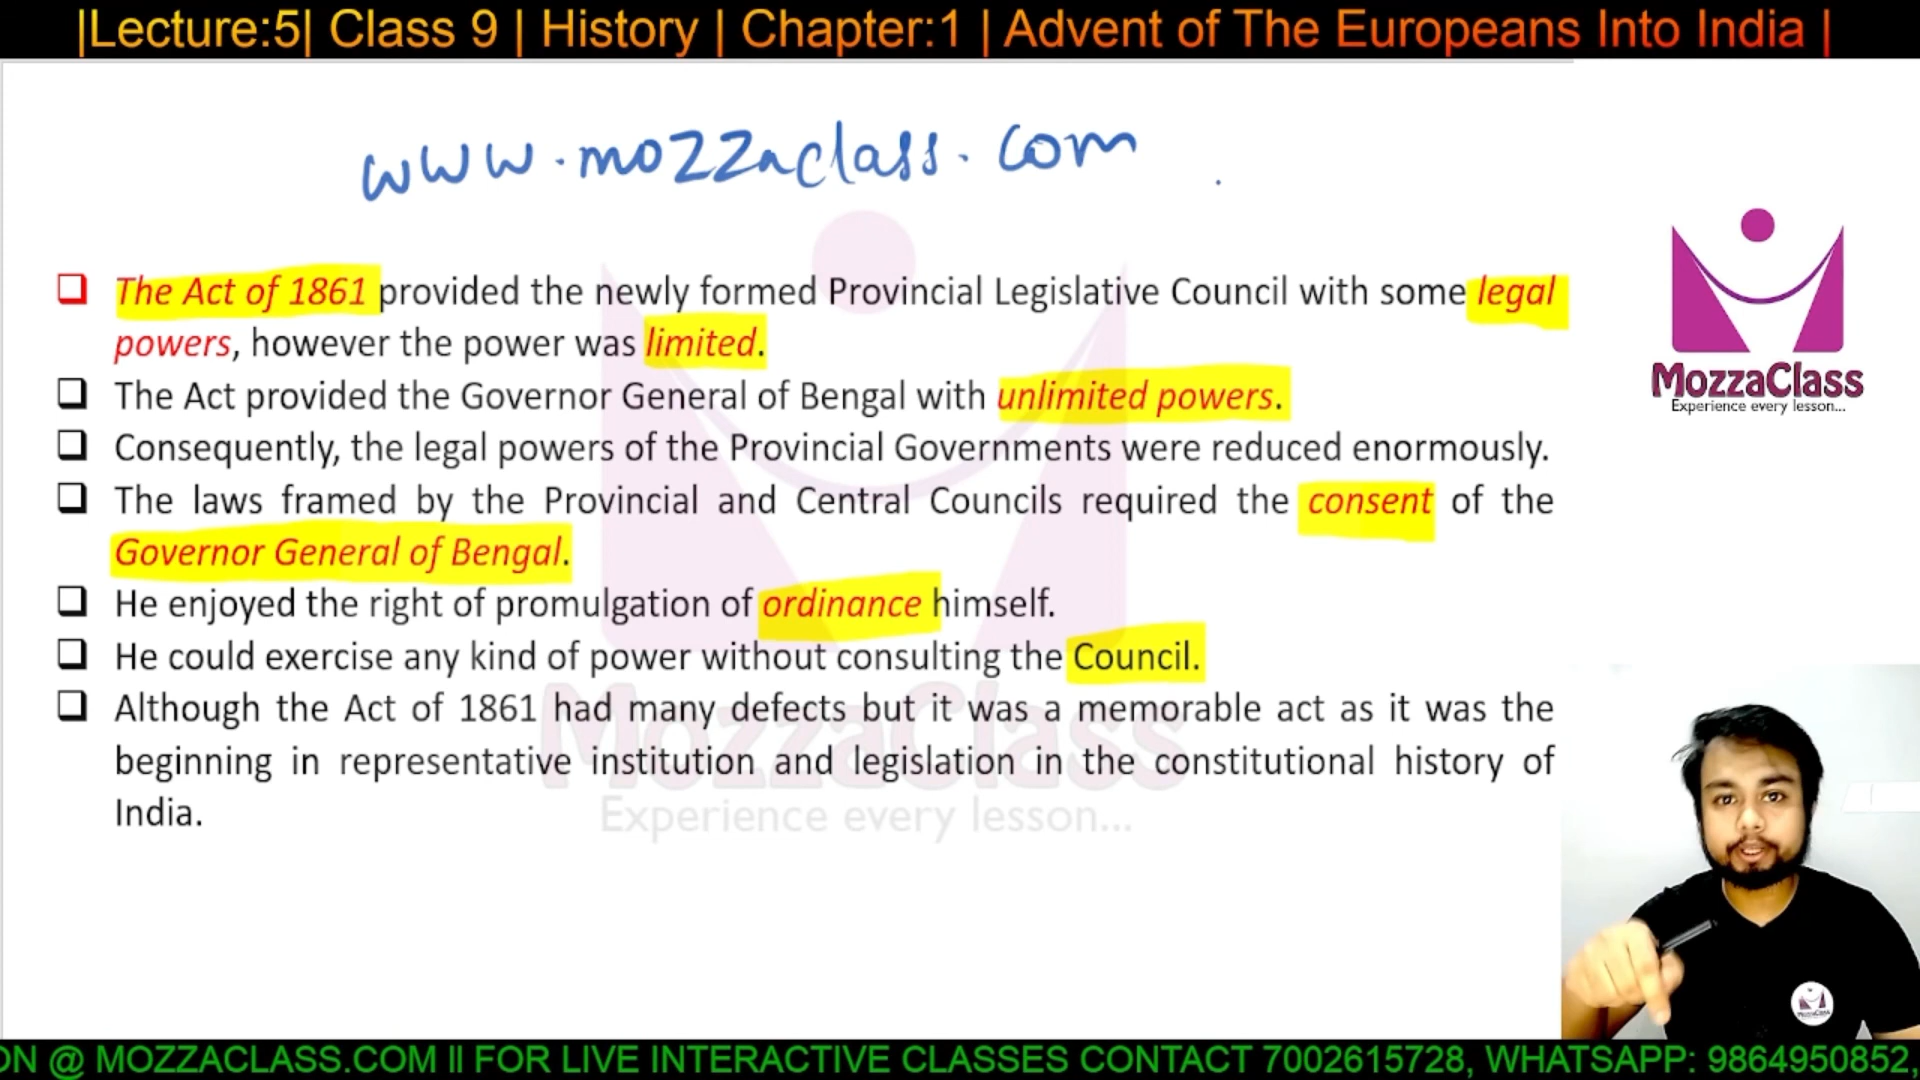 |Lecture:5| Class 9 | History | Chapter:1 | Advent of The Europeans Into India |
www.mozzaclass.com
The Act of 1861 provided the newly formed Provincial Legislative Council with some legal
powers, however the power was limited.
The Act provided the Governor General of Bengal with unlimited powers.
Consequently, the legal powers of the Provincial Governments were reduced enormously.
The laws framed by the Provincial and Central Councils required the consent of the
Governor General of Bengal.
He enjoyed the right of promulgation of ordinance himself.
He could exercise any kind of power without consulting the Council.
Although the Act of 1861 had many defects but it was a memorable act as it was the
beginning in representative institution and legislation in the constitutional history of
India.
MozzaClass
Experience every lesson...
MozzaClass
Experience every lesson...
MozzaClass
ON @ MOZZACLASS.COM II FOR LIVE INTERACTIVE CLASSES CONTACT 7002615728, WHATSAPP: 9864950852,